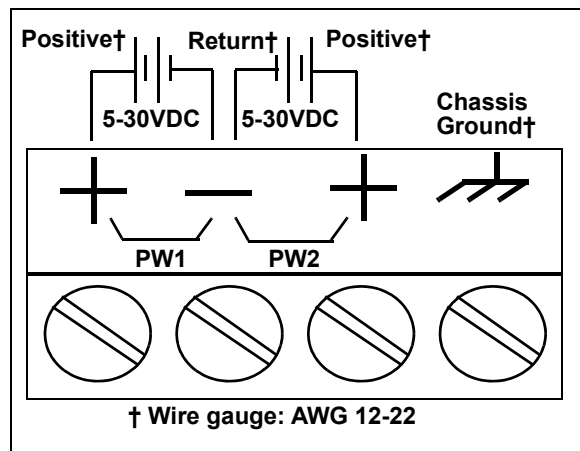 Positive† Return† Positive†
5-30VDC 5-30VDC
Chassis
Ground†
PW1 PW2
† Wire gauge: AWG 12-22